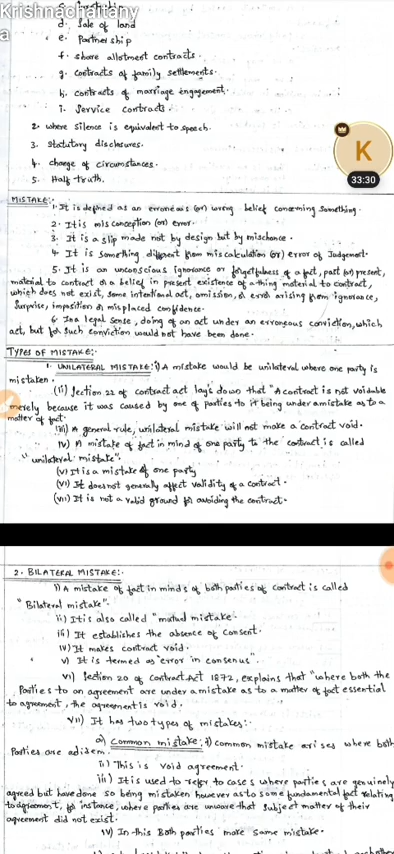 Krishnachaitany
a
d. Sale of land
e. Partnership
f. share allotment contracts.
g. contracts of family settlements.
h. contracts of marriage engagement.
i. Service contracts.
2. where silence is equivalent to speech.
3. Statutory disclosures.
4. change of circumstances.
5. Half truth.
K
33:30
MISTAKE:. 1. It is defined as an erroneous (or) wrong belief concerning something.
2. It is mis conception (or) error.
3. It is a slip made not by design but by mischance.
4. It is something different from miscalculation (or) error of Judgement.
5. It is an unconscious ignorance or forgetfulness of a fact, past (or) present,
material to contract or a belief in present existence of a thing material to contract,
which does not exist, some intentional act, omission, or error arising from ignorance,
Surprise, imposition or misplaced confidence.
6. In a legal sense, doing of an act under an erroneous conviction, which
act, but for such conviction would not have been done.
TYPES OF MISTAKE:.
1. UNILATERAL MISTAKE: i) A mistake would be unilateral where one party is
mistaken.
(ii) Section 22 of contract act lay's down that "A contract is not voidable
merely because it was caused by one of parties to it being under a mistake as to a
matter of fact.
iii) A general rule, unilateral mistake will not make a contract void.
iv) A mistake of fact in mind of one party to the contract is called
"unilateral mistake".
(v) It is a mistake of one party
(vi) It does not generally affect validity of a contract.
(vii) It is not a valid ground for avoiding the contract.
2. BILATERAL MISTAKE:.
i) A mistake of fact in minds of both parties of contract is called
"Bilateral mistake".
ii) It is also called "mutual mistake.
iii) It establishes the absence of consent.
iv) It makes contract void.
v) It is termed as "error in consenus".
vi) Section 20 of contract Act 1872, explains that "where both the
Parties to an agreement are under a mistake as to a matter of fact essential
to agreement, the agreement is void.
vii) It has two types of mistakes:.
a) common mistake: i) common mistake arises where both
Parties are adidem.
ii) This is void agreement.
iii) It is used to refer to cases where parties are genuinely
agreed but have done so being mistaken however as to some fundamental fact relating
to agreement, for instance, where parties are unware that subject matter of their
agreement did not exist.
iv) In this Both parties make same mistake.